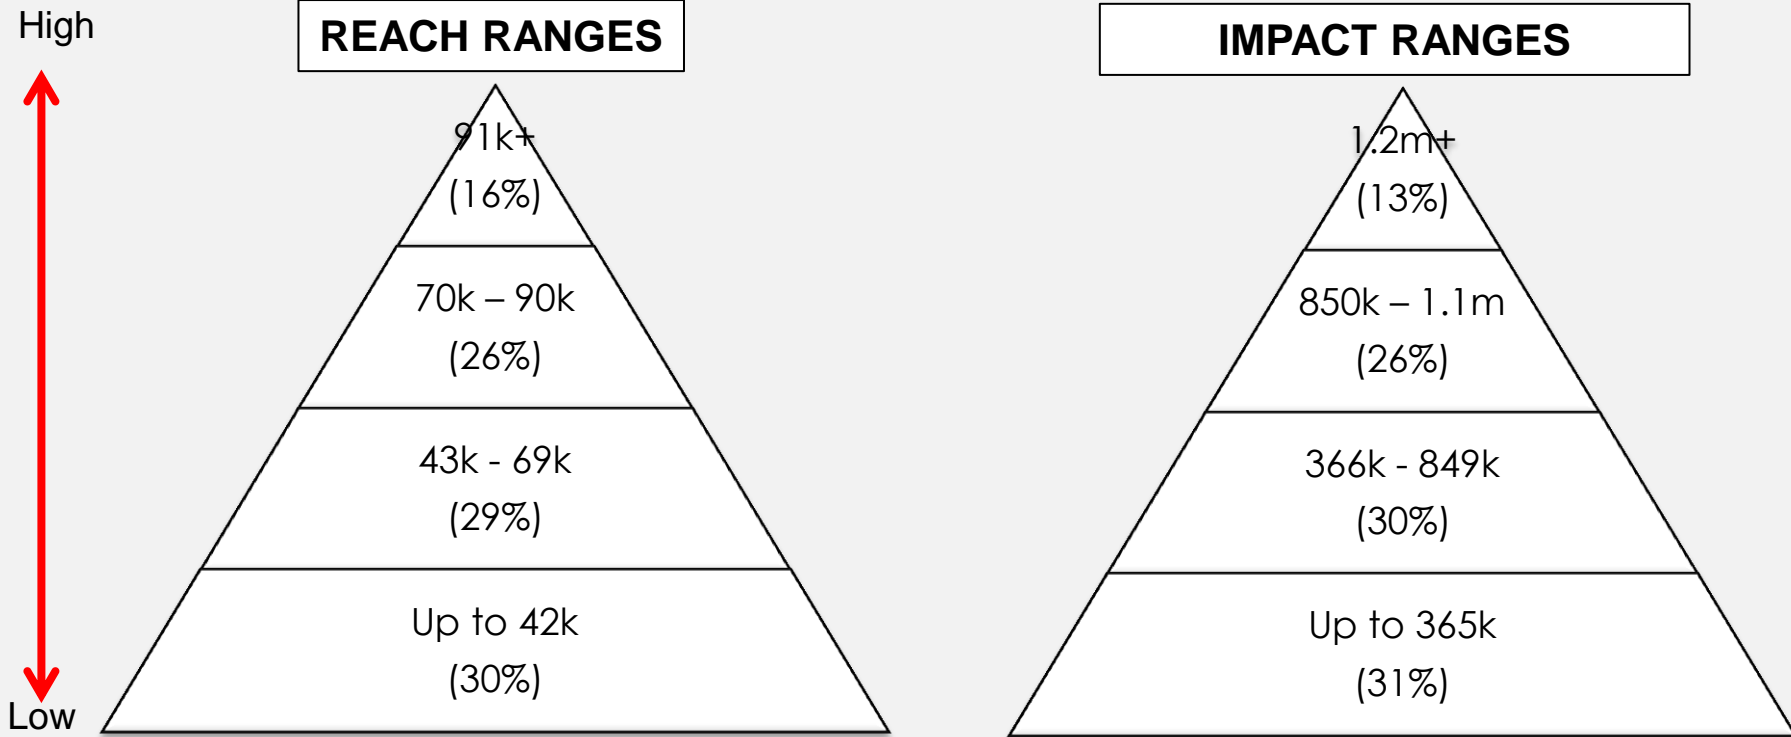 High
REACH RANGES
91k+
(16%)
70k – 90k
(26%)
43k - 69k
(29%)
Up to 42k
(30%)
Low
IMPACT RANGES
1.2m+
(13%)
850k – 1.1m
(26%)
366k - 849k
(30%)
Up to 365k
(31%)